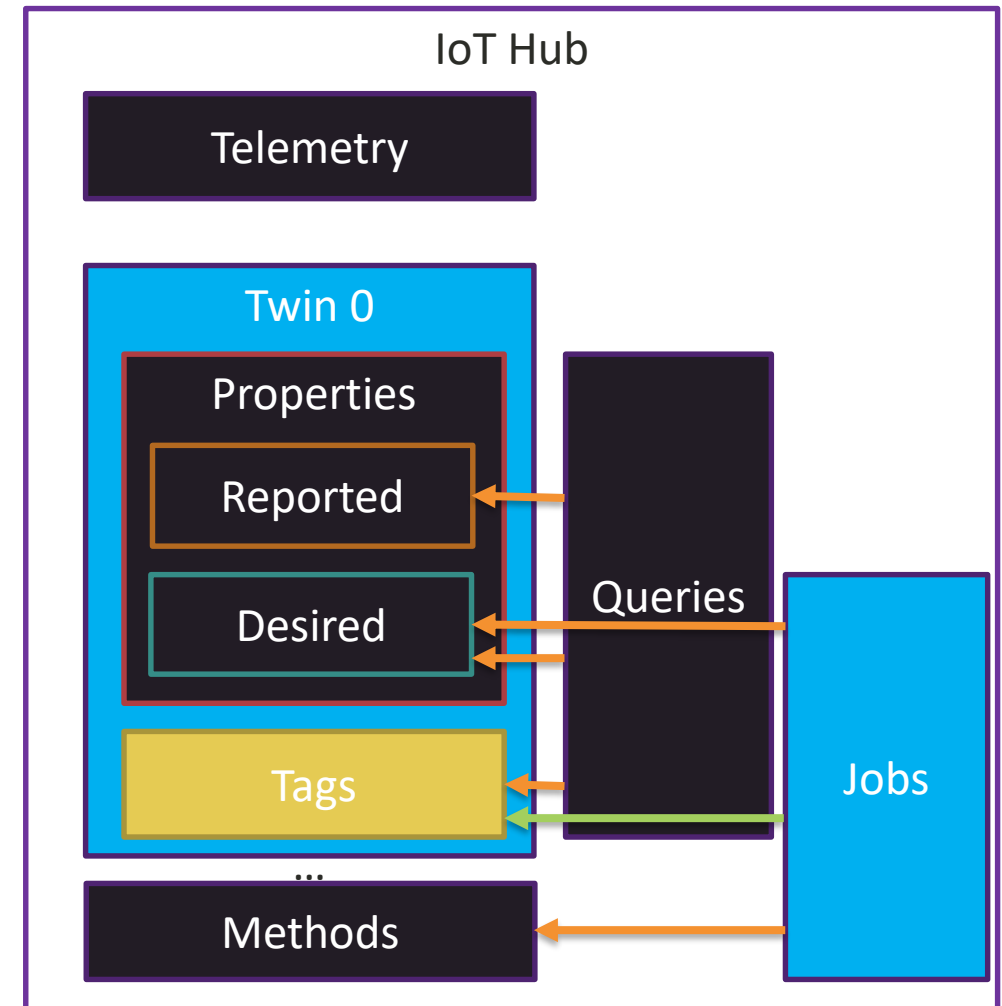 IoT Hub
Telemetry
Twin 0
Properties
Reported
Desired
Queries
Tags
Jobs
...
Methods